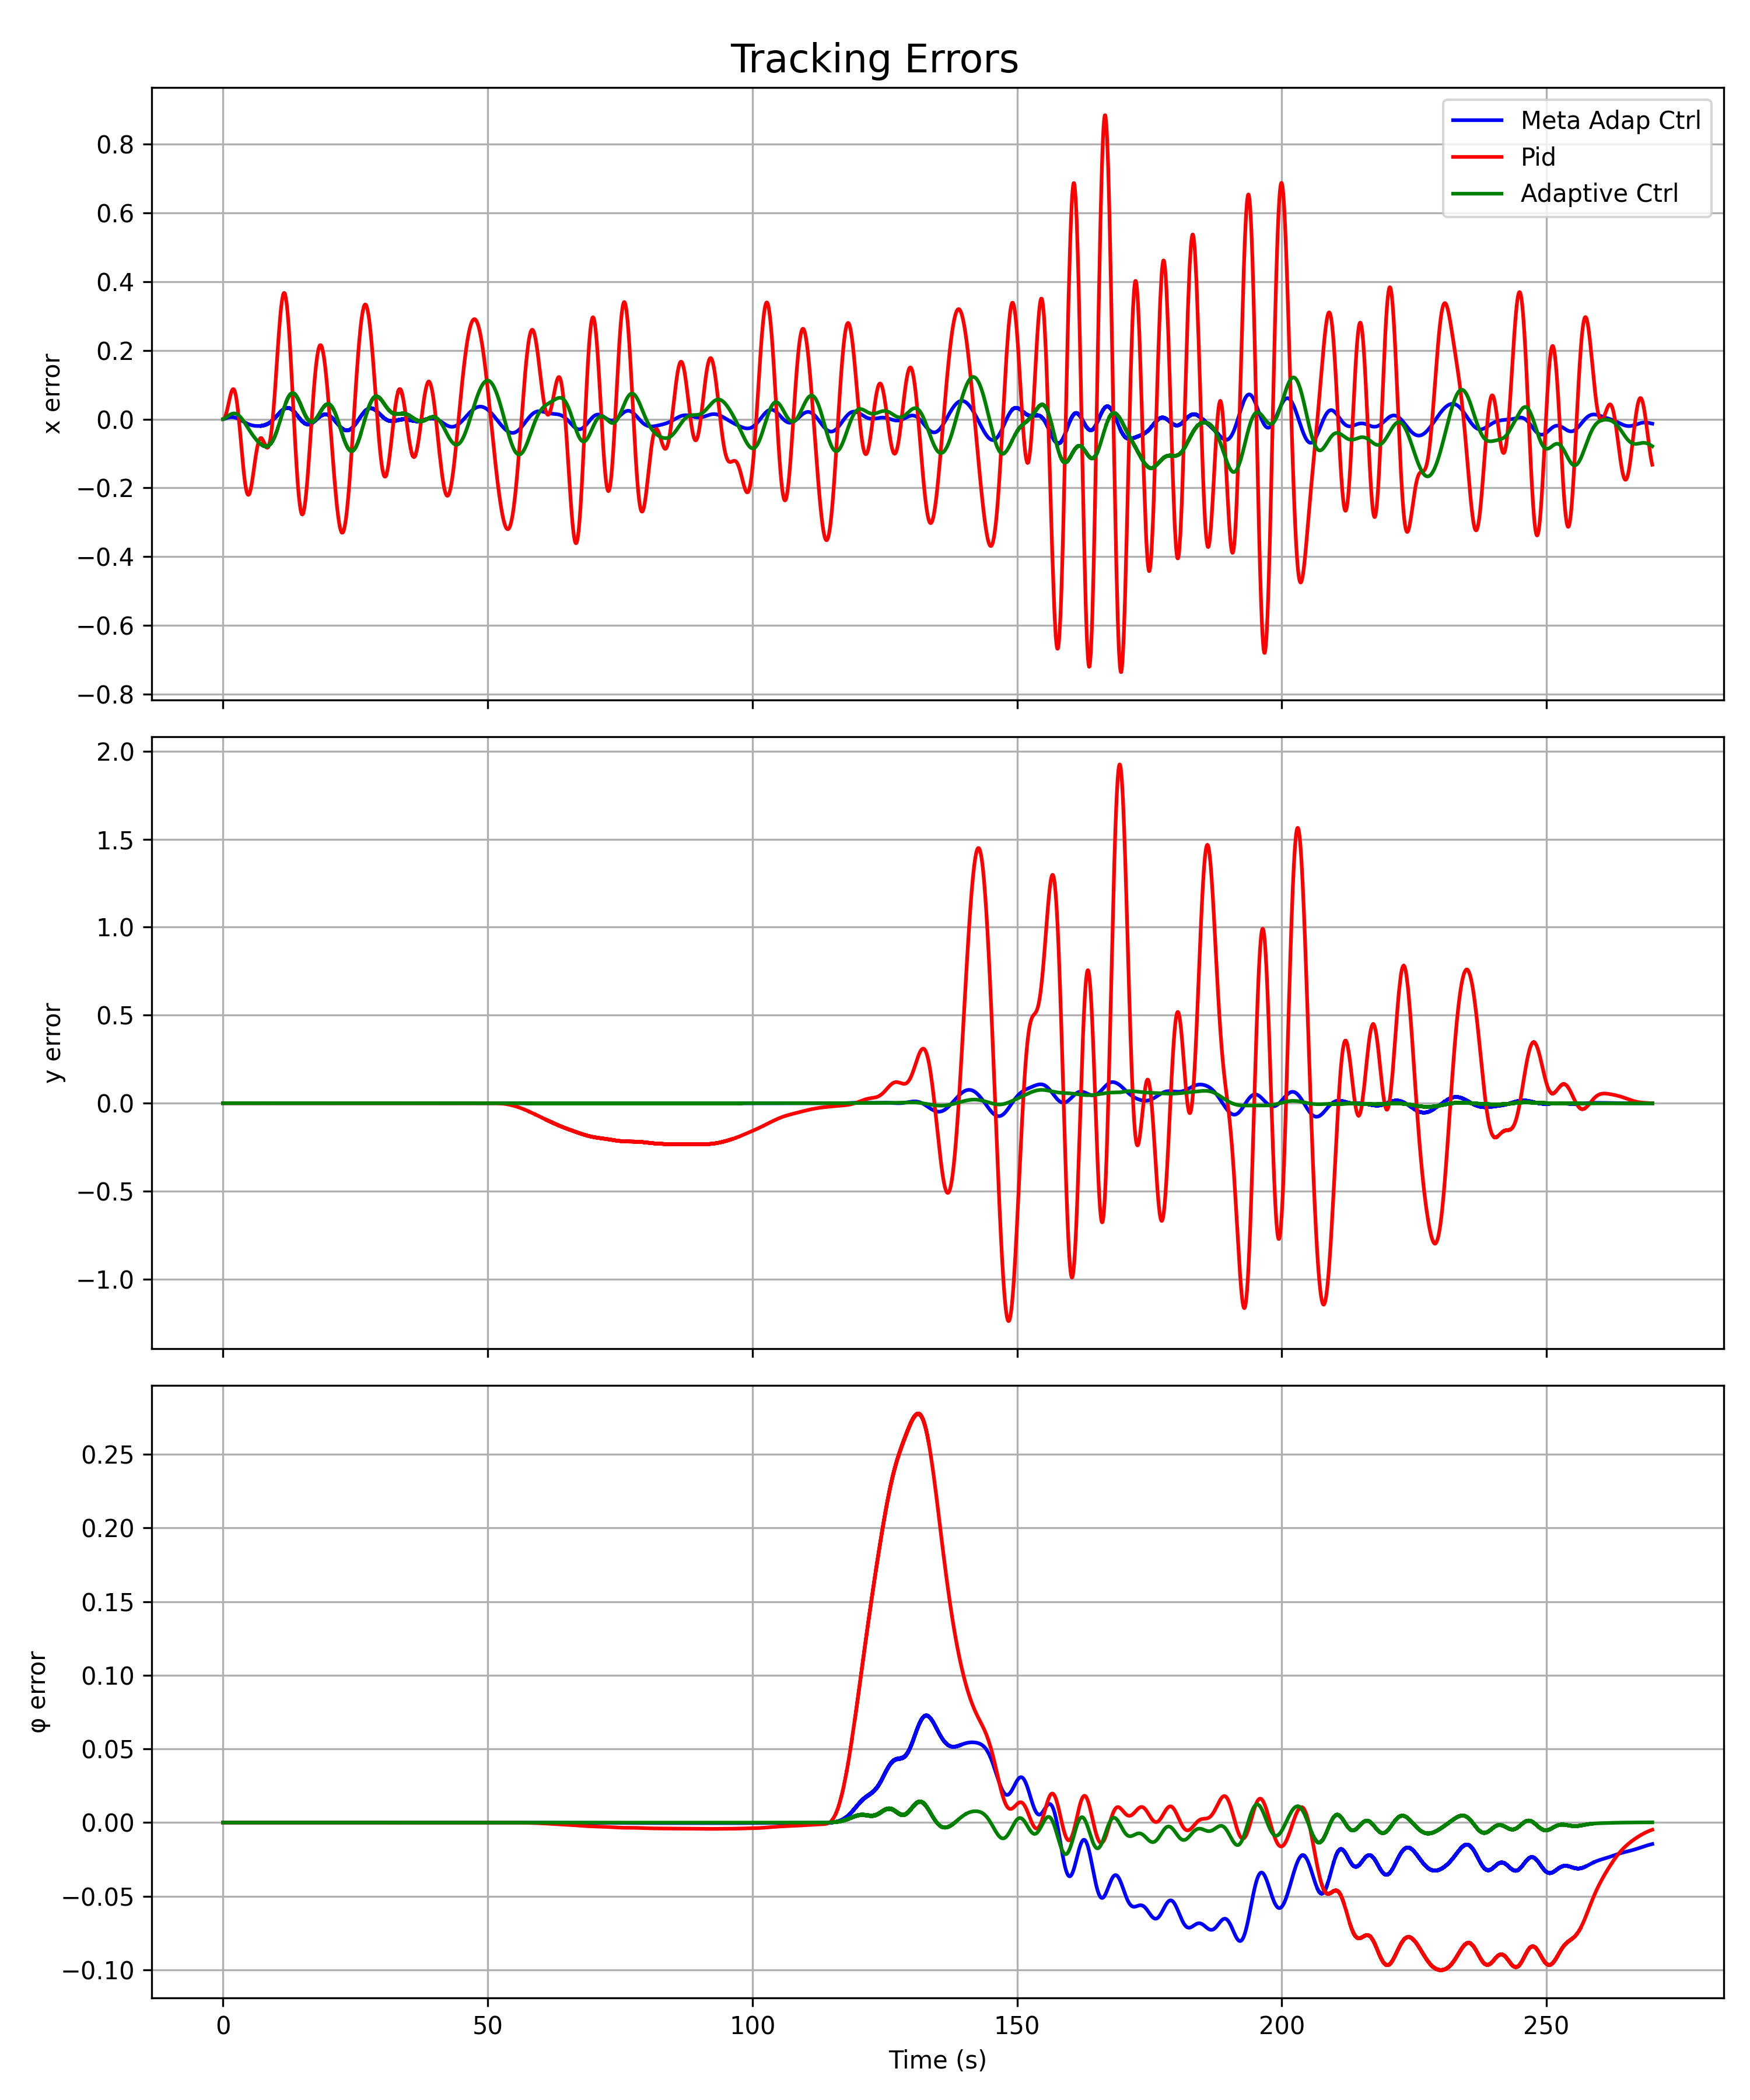 Tracking Errors
Meta Adap Ctrl
Pid
Adaptive Ctrl
x error
0.8
0.6
0.4
0.2
0.0
−0.2
−0.4
−0.6
−0.8
y error
2.0
1.5
1.0
0.5
0.0
−0.5
−1.0
φ error
0.25
0.20
0.15
0.10
0.05
0.00
−0.05
−0.10
0 50 100 150 200 250
Time (s)